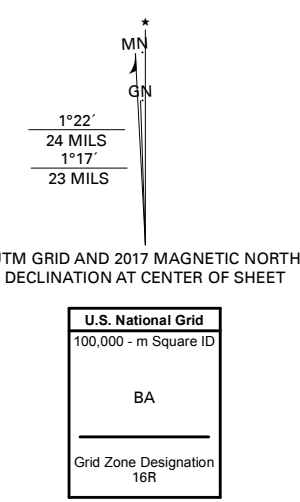 ★
MN
GN
1°22´
24 MILS
1°17´
23 MILS
UTM GRID AND 2017 MAGNETIC NORTH
DECLINATION AT CENTER OF SHEET
U.S. National Grid
100,000 - m Square ID
BA
Grid Zone Designation
16R